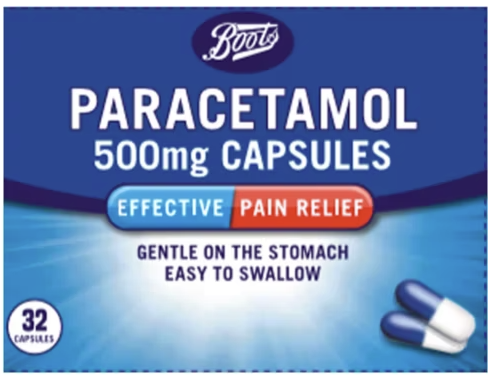 Boots
PARACETAMOL
500mg CAPSULES
EFFECTIVE PAIN RELIEF
GENTLE ON THE STOMACH
EASY TO SWALLOW
32
CAPSULES